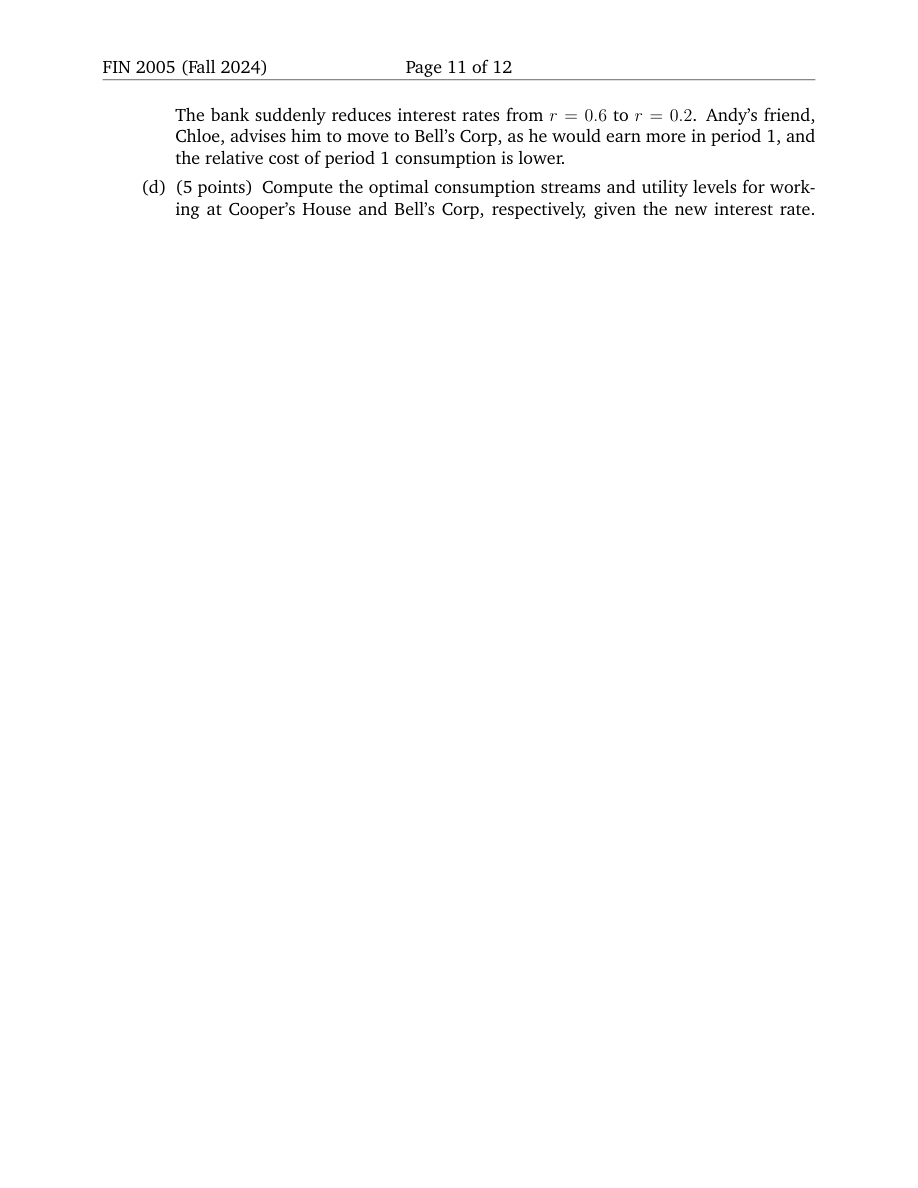 FIN 2005 (Fall 2024) Page 11 of 12
The bank suddenly reduces interest rates from r = 0.6 to r = 0.2. Andy's friend,
Chloe, advises him to move to Bell's Corp, as he would earn more in period 1, and
the relative cost of period 1 consumption is lower.
(d) (5 points) Compute the optimal consumption streams and utility levels for work-
ing at Cooper's House and Bell's Corp, respectively, given the new interest rate.